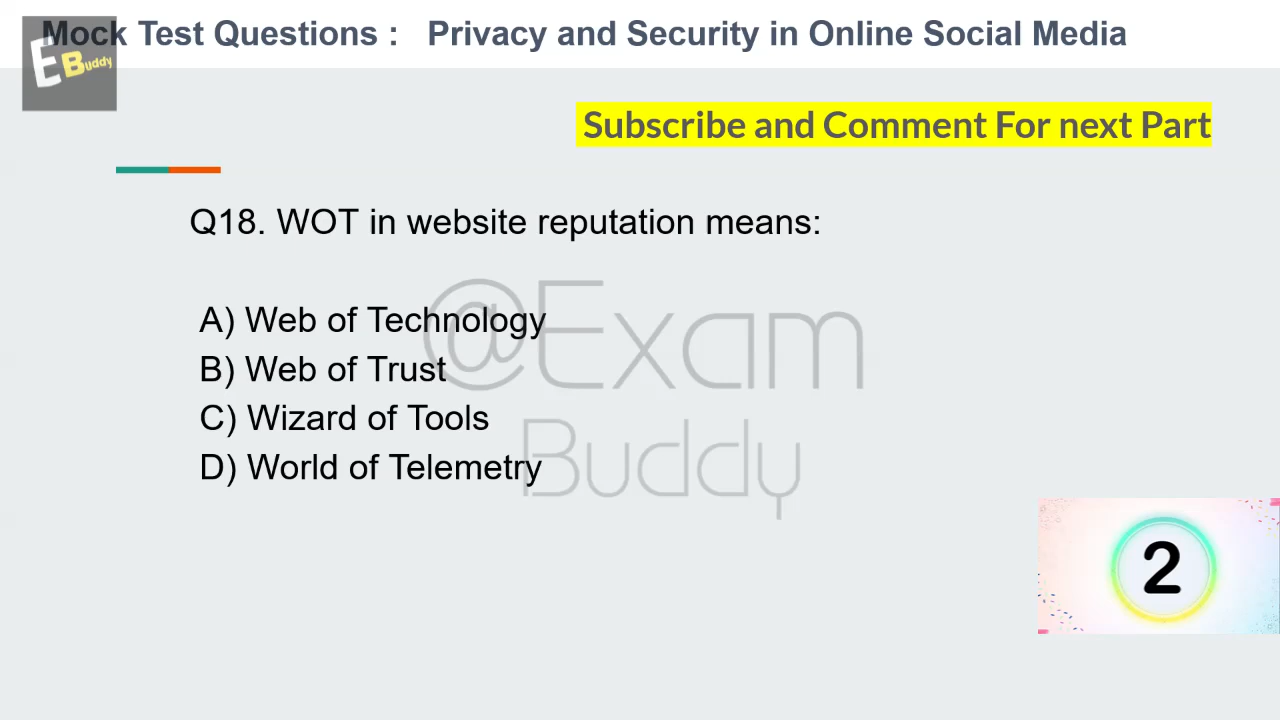 Mock Test Questions : Privacy and Security in Online Social Media
E Buddy
Subscribe and Comment For next Part
Q18. WOT in website reputation means:
A) Web of Technology
B) Web of Trust
C) Wizard of Tools
D) World of Telemetry
@Exam
Buddy
2